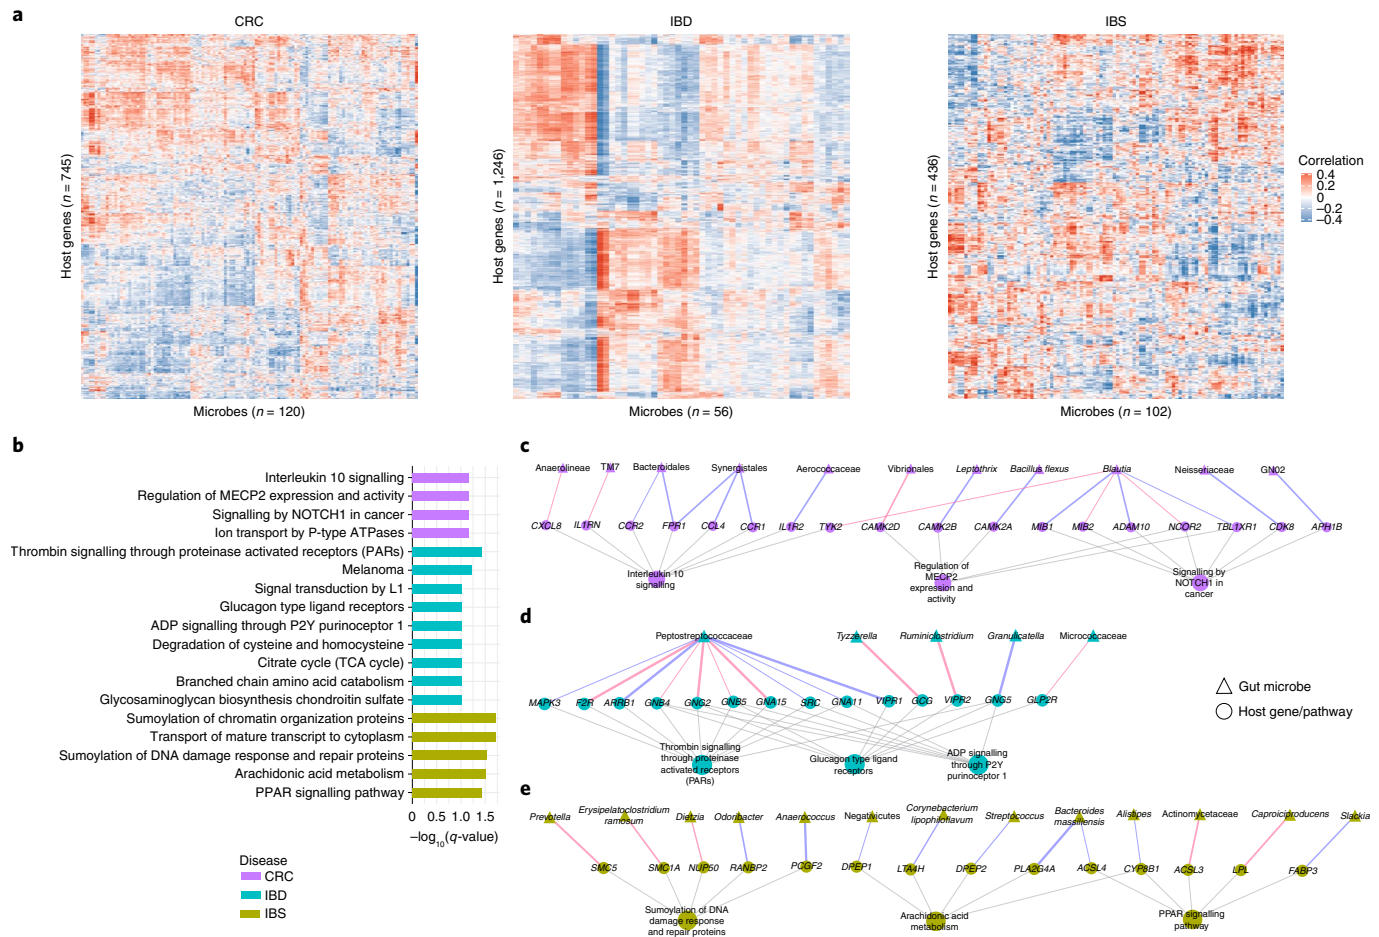 a
CRC
IBD
IBS
Host genes (n = 745)
Host genes (n = 1,246)
Host genes (n = 436)
Correlation
0.4
0.2
0
–0.2
–0.4
Microbes (n = 120)
Microbes (n = 56)
Microbes (n = 102)
b
Interleukin 10 signalling
Regulation of MECP2 expression and activity
Signalling by NOTCH1 in cancer
Ion transport by P-type ATPases
Thrombin signalling through proteinase activated receptors (PARs)
Melanoma
Signal transduction by L1
Glucagon type ligand receptors
ADP signalling through P2Y purinoceptor 1
Degradation of cysteine and homocysteine
Citrate cycle (TCA cycle)
Branched chain amino acid catabolism
Glycosaminoglycan biosynthesis chondroitin sulfate
Sumoylation of chromatin organization proteins
Transport of mature transcript to cytoplasm
Sumoylation of DNA damage response and repair proteins
Arachidonic acid metabolism
PPAR signalling pathway
0 0.5 1.0 1.5
–log10(q-value)
Disease
CRC
IBD
IBS
c
Anaerolineae TM7 Bacteroidales Synergistales Aerococcaceae Vibrionales Leptothrix Bacillus flexus Blautia Neisseriaceae GN02
CXCL8 IL1RN CCR2 FPR1 CCL4 CCR1 IL1R2 TYK2 CAMK2D CAMK2B CAMK2A MIB1 MIB2 ADAM10 NCOR2 TBL1XR1 CDK8 APH1B
Interleukin 10
signalling
Regulation of
MECP2
expression and
activity
Signalling by
NOTCH1 in
cancer
d
Peptostreptococcaceae Tyzzerella Ruminiclostridium Granulicatella Micrococcaceae
MAPK3 F2R ARRB1 GNB4 GNG2 GNB5 GNA15 SRC GNA11 VIPR1 GCG VIPR2 GNG5 GLP2R
Thrombin signalling
through proteinase
activated receptors
(PARs)
Glucagon type ligand
receptors
ADP signalling
through P2Y
purinoceptor 1
Gut microbe
Host gene/pathway
e
Prevotella
Erysipelatoclostridium
ramosum
Dietzia
Odoribacter
Anaerococcus
Negativicutes
Corynebacterium
lipophiloflavum
Streptococcus
Bacteroides
massiliensis
Alistipes
Actinomycetaceae
Caproiciproducens
Slackia
SMC5 SMC1A NUP50 RANBP2 PCGF2 DPEP1 LTA4H DPEP2 PLA2G4A ACSL4 CYP8B1 ACSL3 LPL FABP3
Sumoylation of DNA
damage response
and repair proteins
Arachidonic acid
metabolism
PPAR signalling
pathway